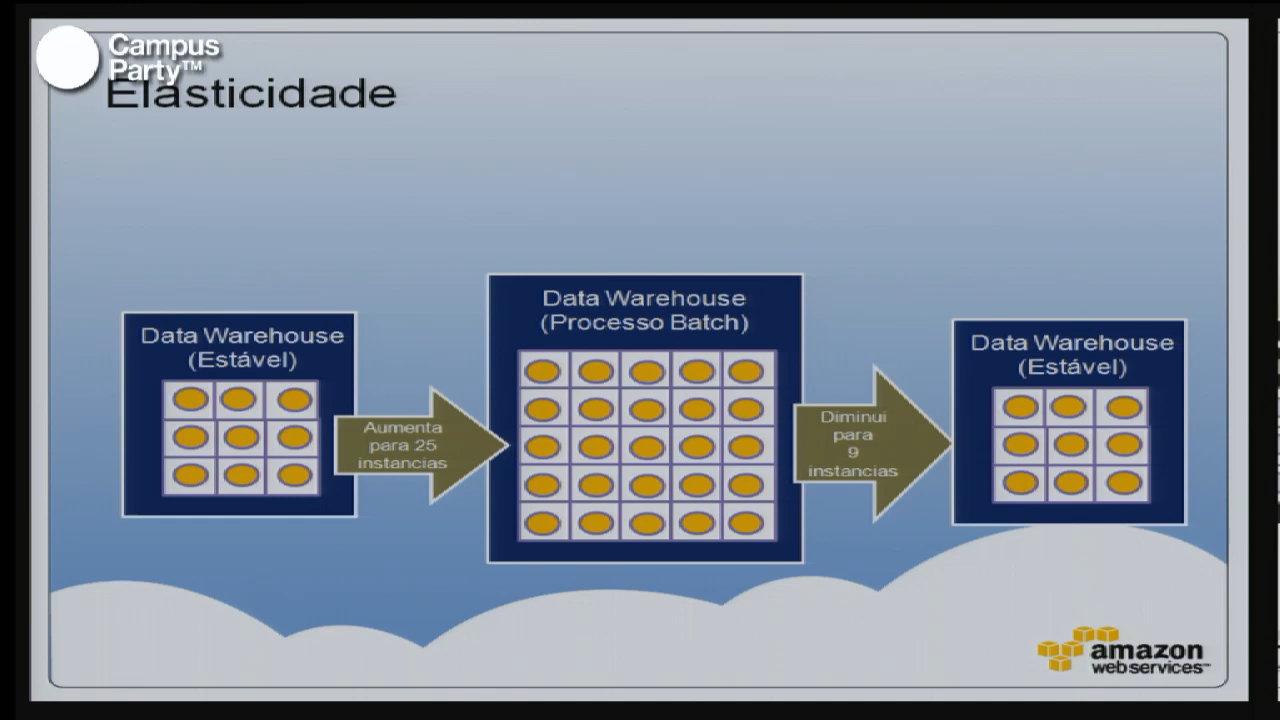 Campus
Party™
Elasticidade
Data Warehouse
(Estável)
Aumenta
para 25
instancias
Data Warehouse
(Processo Batch)
Diminui
para
9
instancias
Data Warehouse
(Estável)
amazon
webservices™